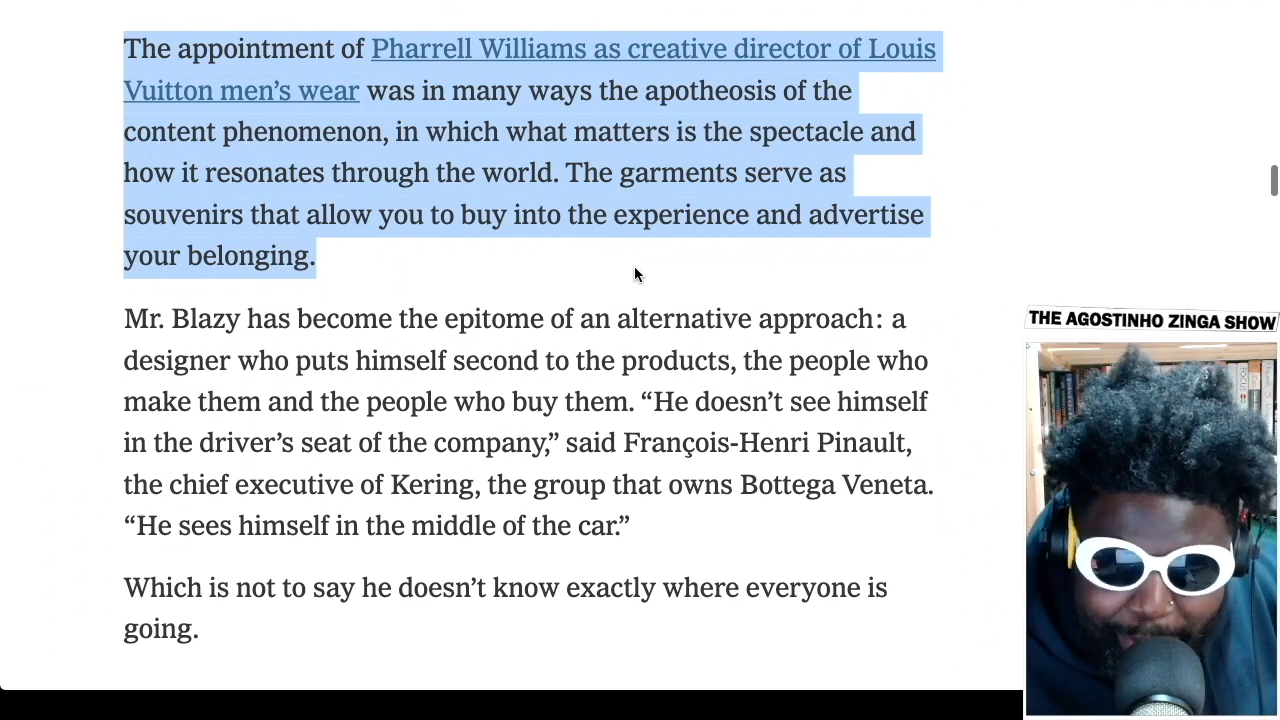 The appointment of Pharrell Williams as creative director of Louis
Vuitton men’s wear was in many ways the apotheosis of the
content phenomenon, in which what matters is the spectacle and
how it resonates through the world. The garments serve as
souvenirs that allow you to buy into the experience and advertise
your belonging.
Mr. Blazy has become the epitome of an alternative approach: a
designer who puts himself second to the products, the people who
make them and the people who buy them. “He doesn’t see himself
in the driver’s seat of the company,” said François-Henri Pinault,
the chief executive of Kering, the group that owns Bottega Veneta.
“He sees himself in the middle of the car.”
Which is not to say he doesn’t know exactly where everyone is
going.
THE AGOSTINHO ZINGA SHOW
FOCUS